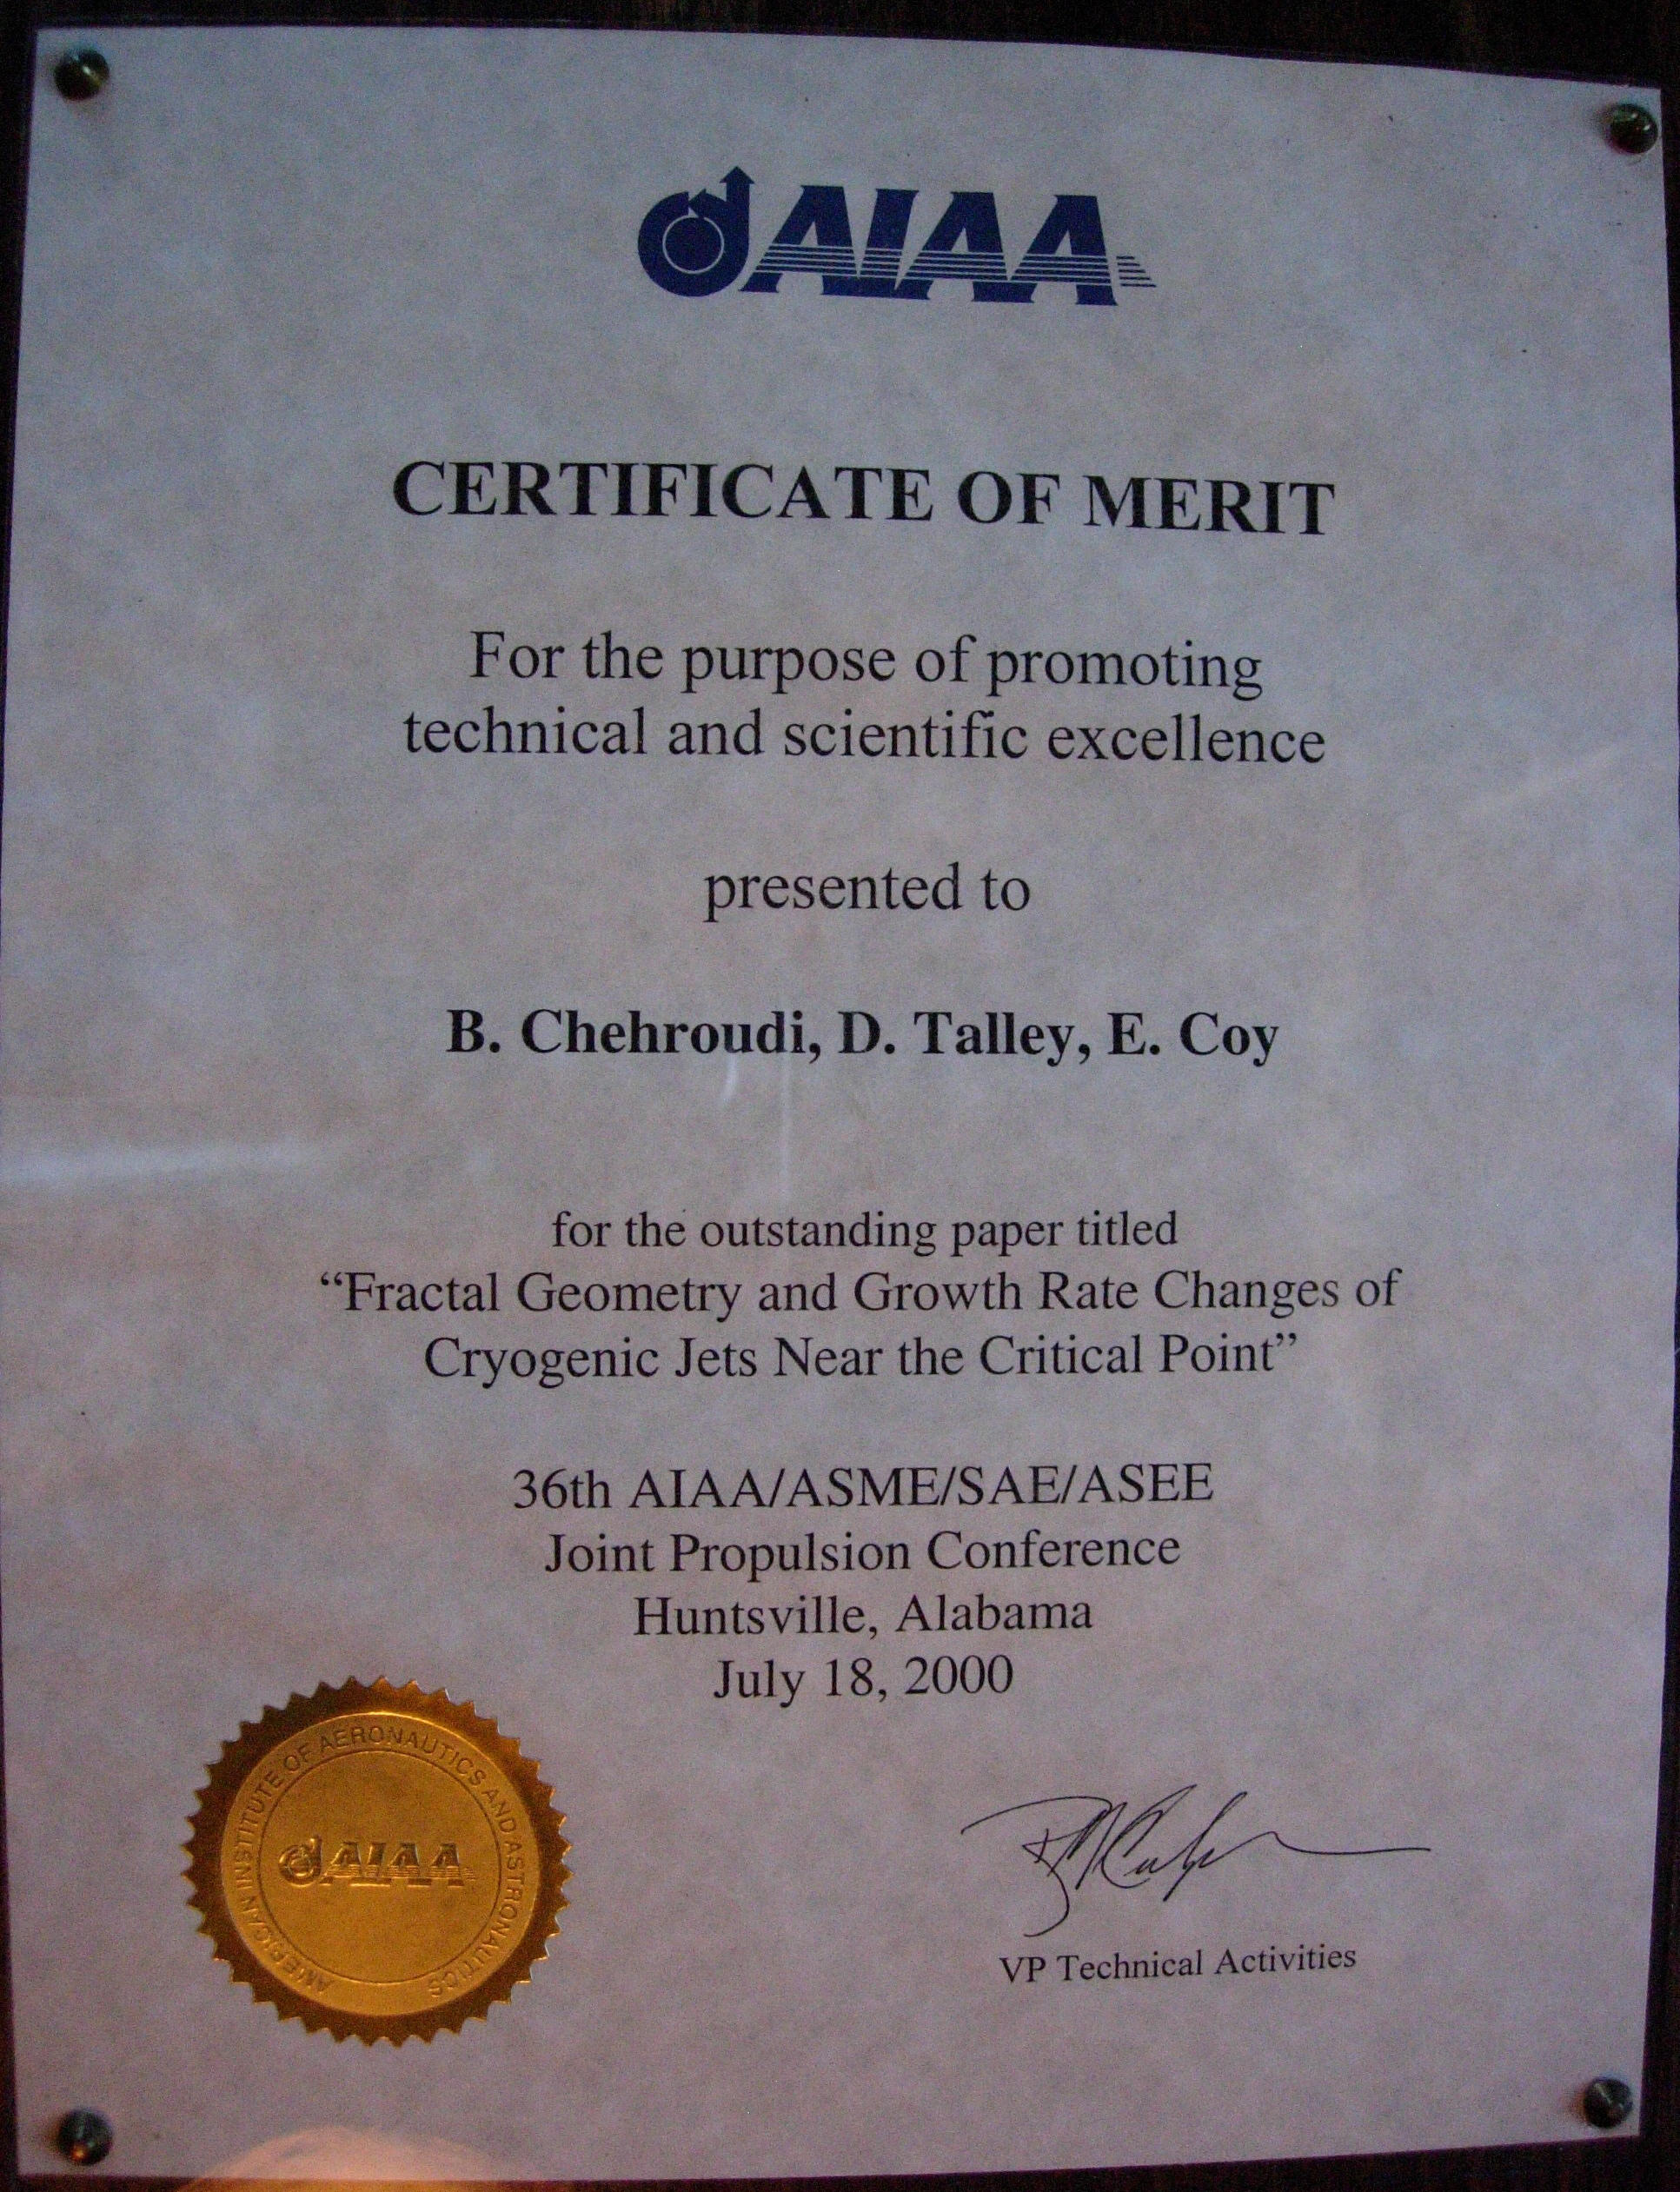 AIAA
CERTIFICATE OF MERIT
For the purpose of promoting
technical and scientific excellence
presented to
B. Chehroudi, D. Talley, E. Coy
for the outstanding paper titled
“Fractal Geometry and Growth Rate Changes of
Cryogenic Jets Near the Critical Point”
36th AIAA/ASME/SAE/ASEE
Joint Propulsion Conference
Huntsville, Alabama
July 18, 2000
AMERICAN INSTITUTE OF AERONAUTICS AND ASTRONAUTICS
AIAA
VP Technical Activities